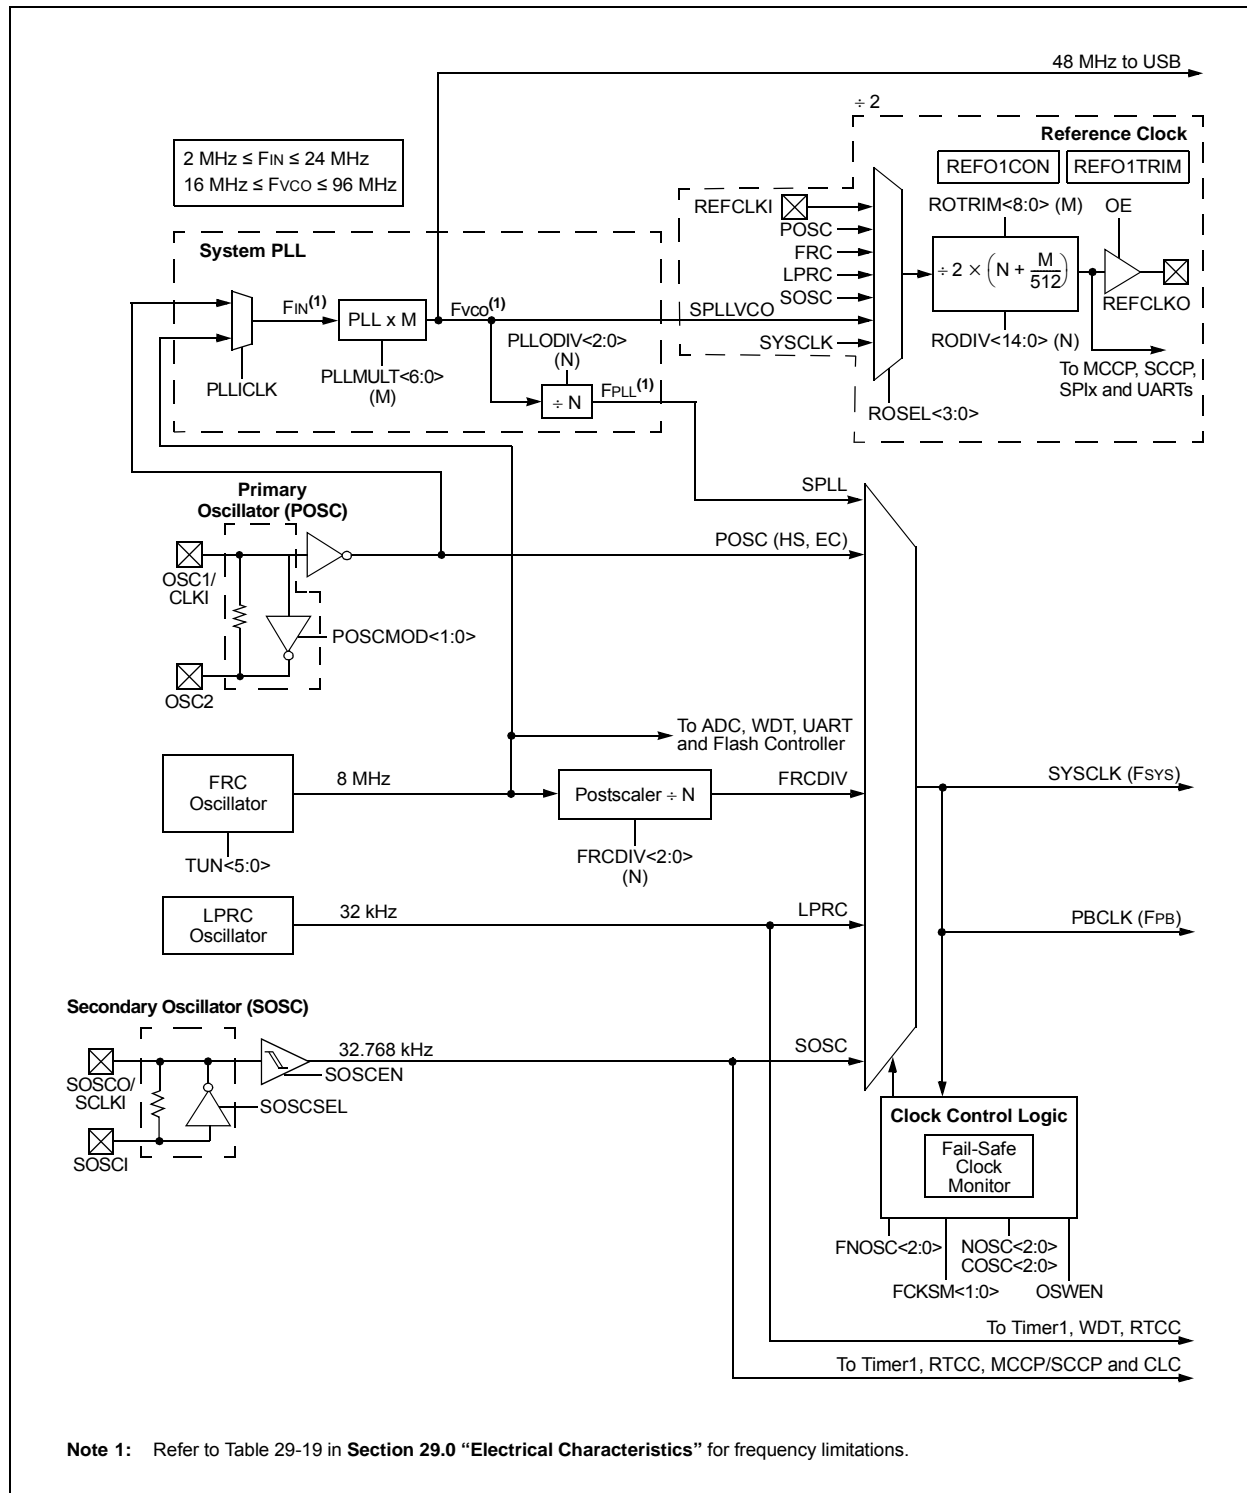 48 MHz to USB
÷ 2
Reference Clock
2 MHz ≤ FIN ≤ 24 MHz
16 MHz ≤ FVCO ≤ 96 MHz
REFO1CON
REFO1TRIM
REFCLKI
ROTRIM<8:0> (M)
OE
POSC
FRC
LPRC
SOSC
SPLLVCO
SYSCLK
÷ 2 × (N + M/512)
REFCLKO
RODIV<14:0> (N)
To MCCP, SCCP,
SPIx and UARTs
ROSEL<3:0>
System PLL
FIN(1)
PLL x M
FVCO(1)
PLLICLK
PLLMULT<6:0>
(M)
PLLODIV<2:0>
(N)
÷ N
FPLL(1)
SPLL
Primary
Oscillator (POSC)
POSC (HS, EC)
OSC1/
CLKI
POSCMOD<1:0>
OSC2
To ADC, WDT, UART
and Flash Controller
FRC
Oscillator
8 MHz
Postscaler ÷ N
FRCDIV
SYSCLK (FSYS)
TUN<5:0>
FRCDIV<2:0>
(N)
LPRC
Oscillator
32 kHz
LPRC
PBCLK (FPB)
Secondary Oscillator (SOSC)
32.768 kHz
SOSC
SOSCO/
SCLKI
SOSCEN
SOSCSEL
SOSCI
Clock Control Logic
Fail-Safe
Clock
Monitor
FNOSC<2:0>
NOSC<2:0>
COSC<2:0>
FCKSM<1:0>
OSWEN
To Timer1, WDT, RTCC
To Timer1, RTCC, MCCP/SCCP and CLC
Note 1: Refer to Table 29-19 in Section 29.0 “Electrical Characteristics” for frequency limitations.